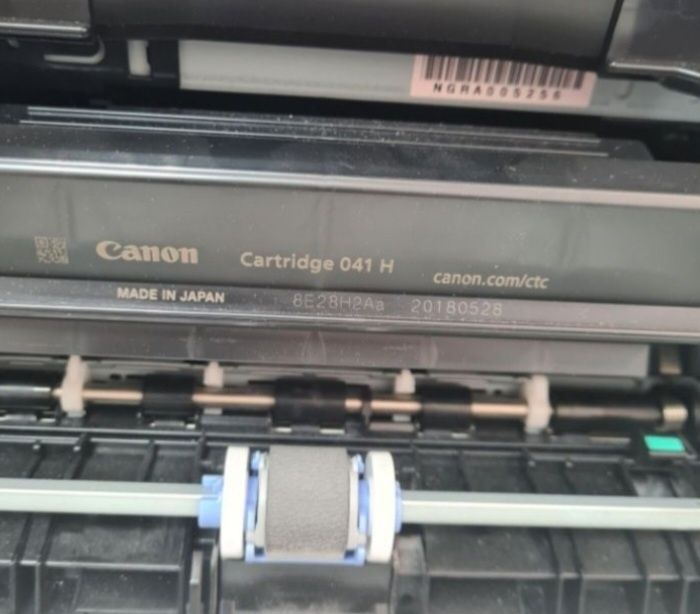 NGRA005256
Canon Cartridge 041 H canon.com/ctc
MADE IN JAPAN 8E28H2Aa 20180528